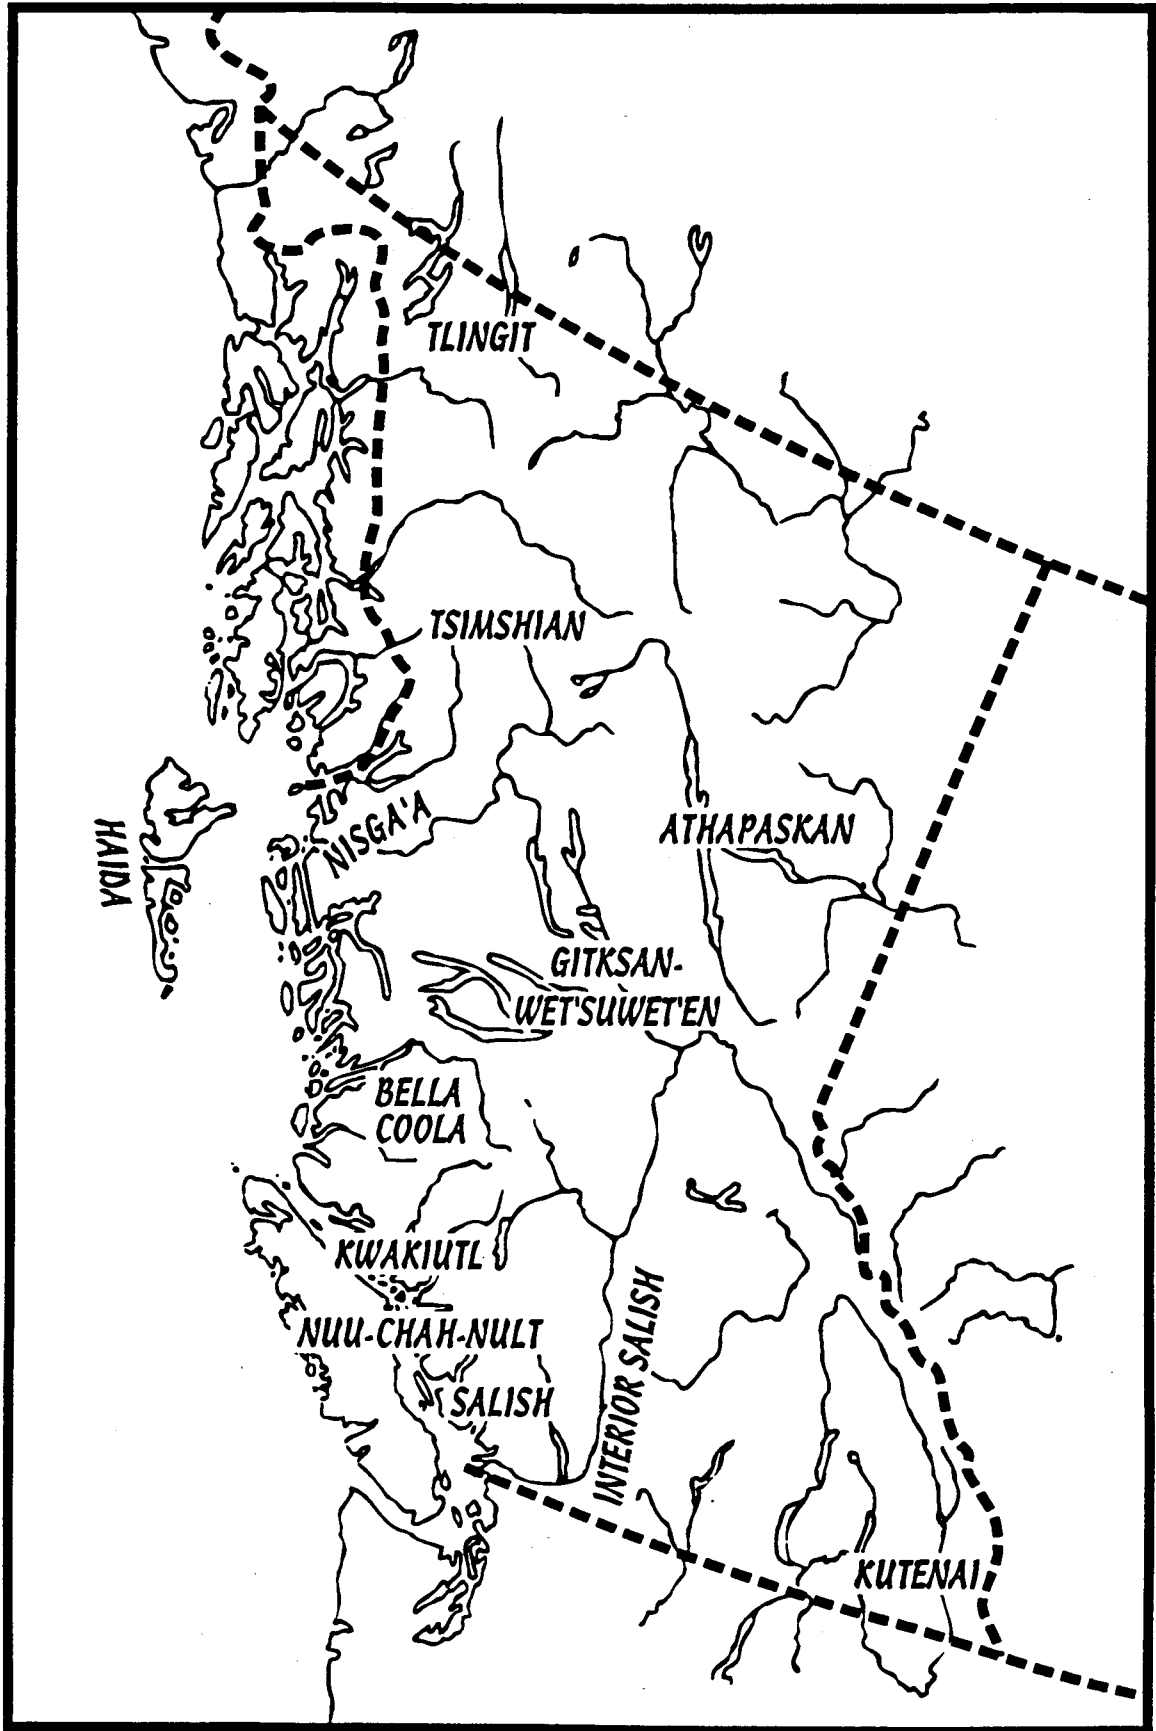 TLINGIT
TSIMSHIAN
HAIDA
NISGA'A
ATHAPASKAN
GITKSAN-
WET'SUWET'EN
BELLA
COOLA
KWAKIUTL
NUU-CHAH-NULT
SALISH
INTERIOR SALISH
KUTENAI